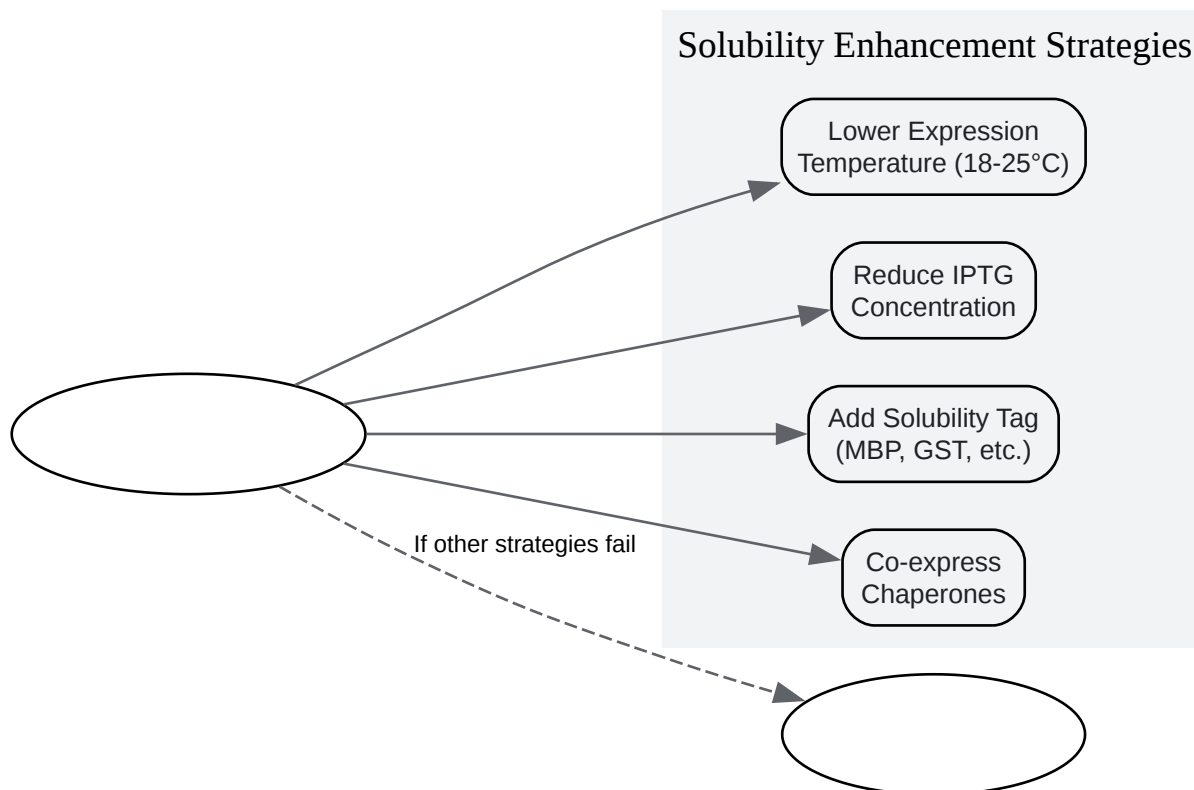 Solubility Enhancement Strategies
Lower Expression
Temperature (18-25°C)
Reduce IPTG
Concentration
Add Solubility Tag
(MBP, GST, etc.)
If other strategies fail
Co-express
Chaperones